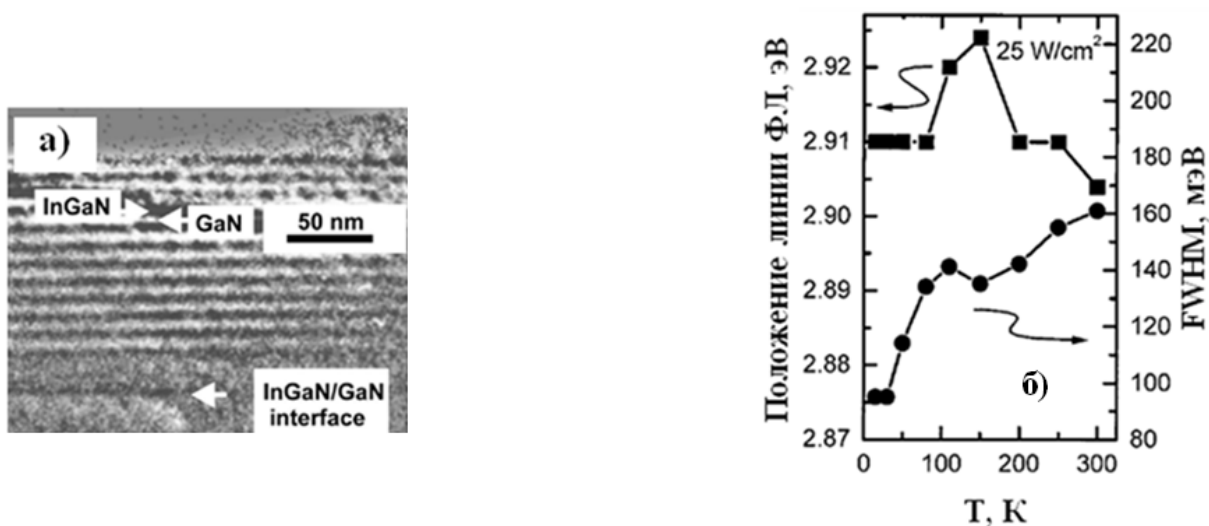 а)
InGaN
GaN
50 nm
InGaN/GaN
interface
Положение линии ФЛ, эВ
2.92
2.91
2.90
2.89
2.88
2.87
25 W/cm²
б)
220
200
180
160
140
120
100
80
FWHM, мэВ
0
100
200
300
T, K